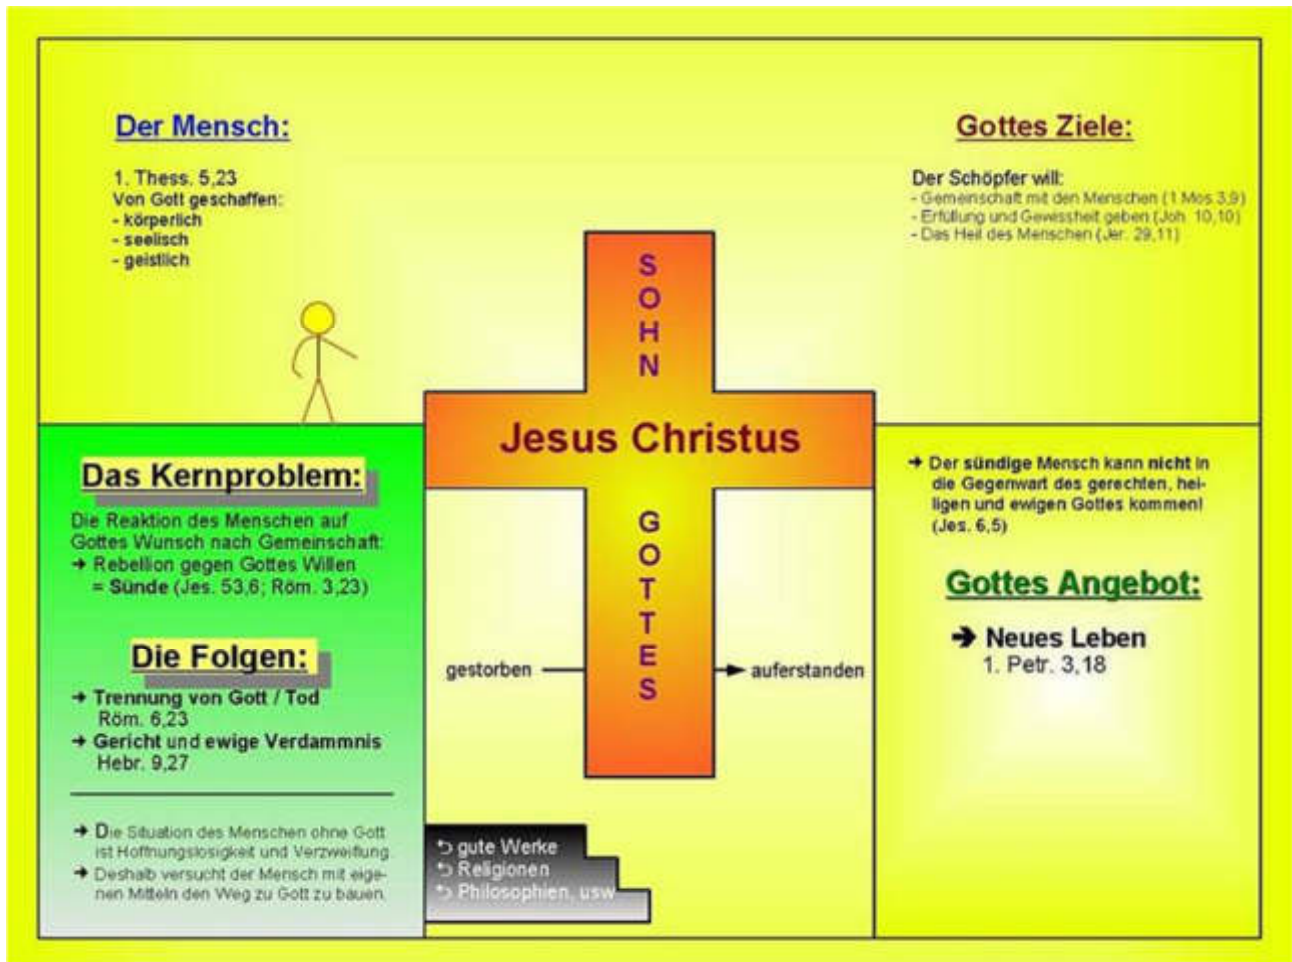 Der Mensch:
1. Thess. 5,23
Von Gott geschaffen:
- körperlich
- seelisch
- geistlich
Gottes Ziele:
Der Schöpfer will:
- Gemeinschaft mit den Menschen (1.Mos.3,9)
- Erfüllung und Gewissheit geben (Joh. 10,10)
- Das Heil des Menschen (Jer. 29,11)
SOHN
Jesus Christus
GOTTES
gestorben
auferstanden
Das Kernproblem:
Die Reaktion des Menschen auf
Gottes Wunsch nach Gemeinschaft:
➔ Rebellion gegen Gottes Willen
= Sünde (Jes. 53,6; Röm. 3,23)
Die Folgen:
➔ Trennung von Gott / Tod
Röm. 6,23
➔ Gericht und ewige Verdammnis
Hebr. 9,27
➔ Die Situation des Menschen ohne Gott
ist Hoffnungslosigkeit und Verzweiflung.
➔ Deshalb versucht der Mensch mit eige-
nen Mitteln den Weg zu Gott zu bauen.
⮌ gute Werke
⮌ Religionen
⮌ Philosophien, usw
➔ Der sündige Mensch kann nicht in
die Gegenwart des gerechten, hei-
ligen und ewigen Gottes kommen!
(Jes. 6,5)
Gottes Angebot:
➔ Neues Leben
1. Petr. 3,18